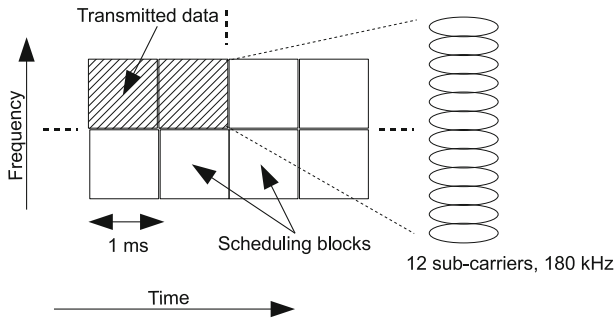 Transmitted data
Frequency
1 ms
Scheduling blocks
12 sub-carriers, 180 kHz
Time